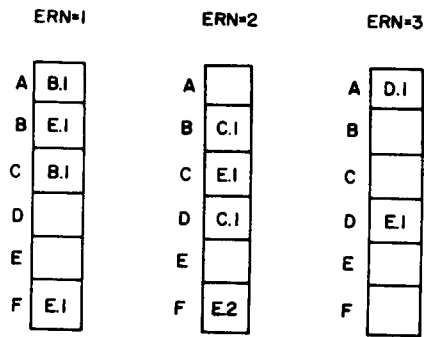 ERN=1 ERN=2 ERN=3
A B.1 A A D.1
B E.1 B C.1 B
C B.1 C E.1 C
D D C.1 D E.1
E E E
F E.1 F E.2 F